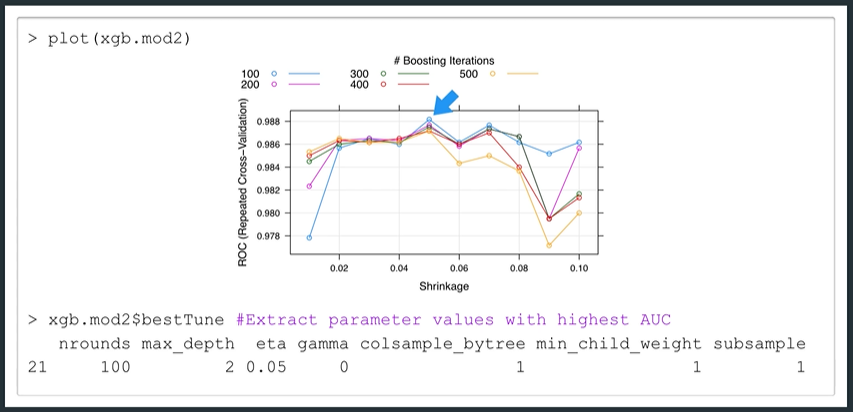 > plot(xgb.mod2)
# Boosting Iterations
100 300 500
200 400
ROC (Repeated Cross−Validation)
0.988
0.986
0.984
0.982
0.980
0.978
0.02 0.04 0.06 0.08 0.10
Shrinkage
> xgb.mod2$bestTune #Extract parameter values with highest AUC
nrounds max_depth eta gamma colsample_bytree min_child_weight subsample
21 100 2 0.05 0 1 1 1